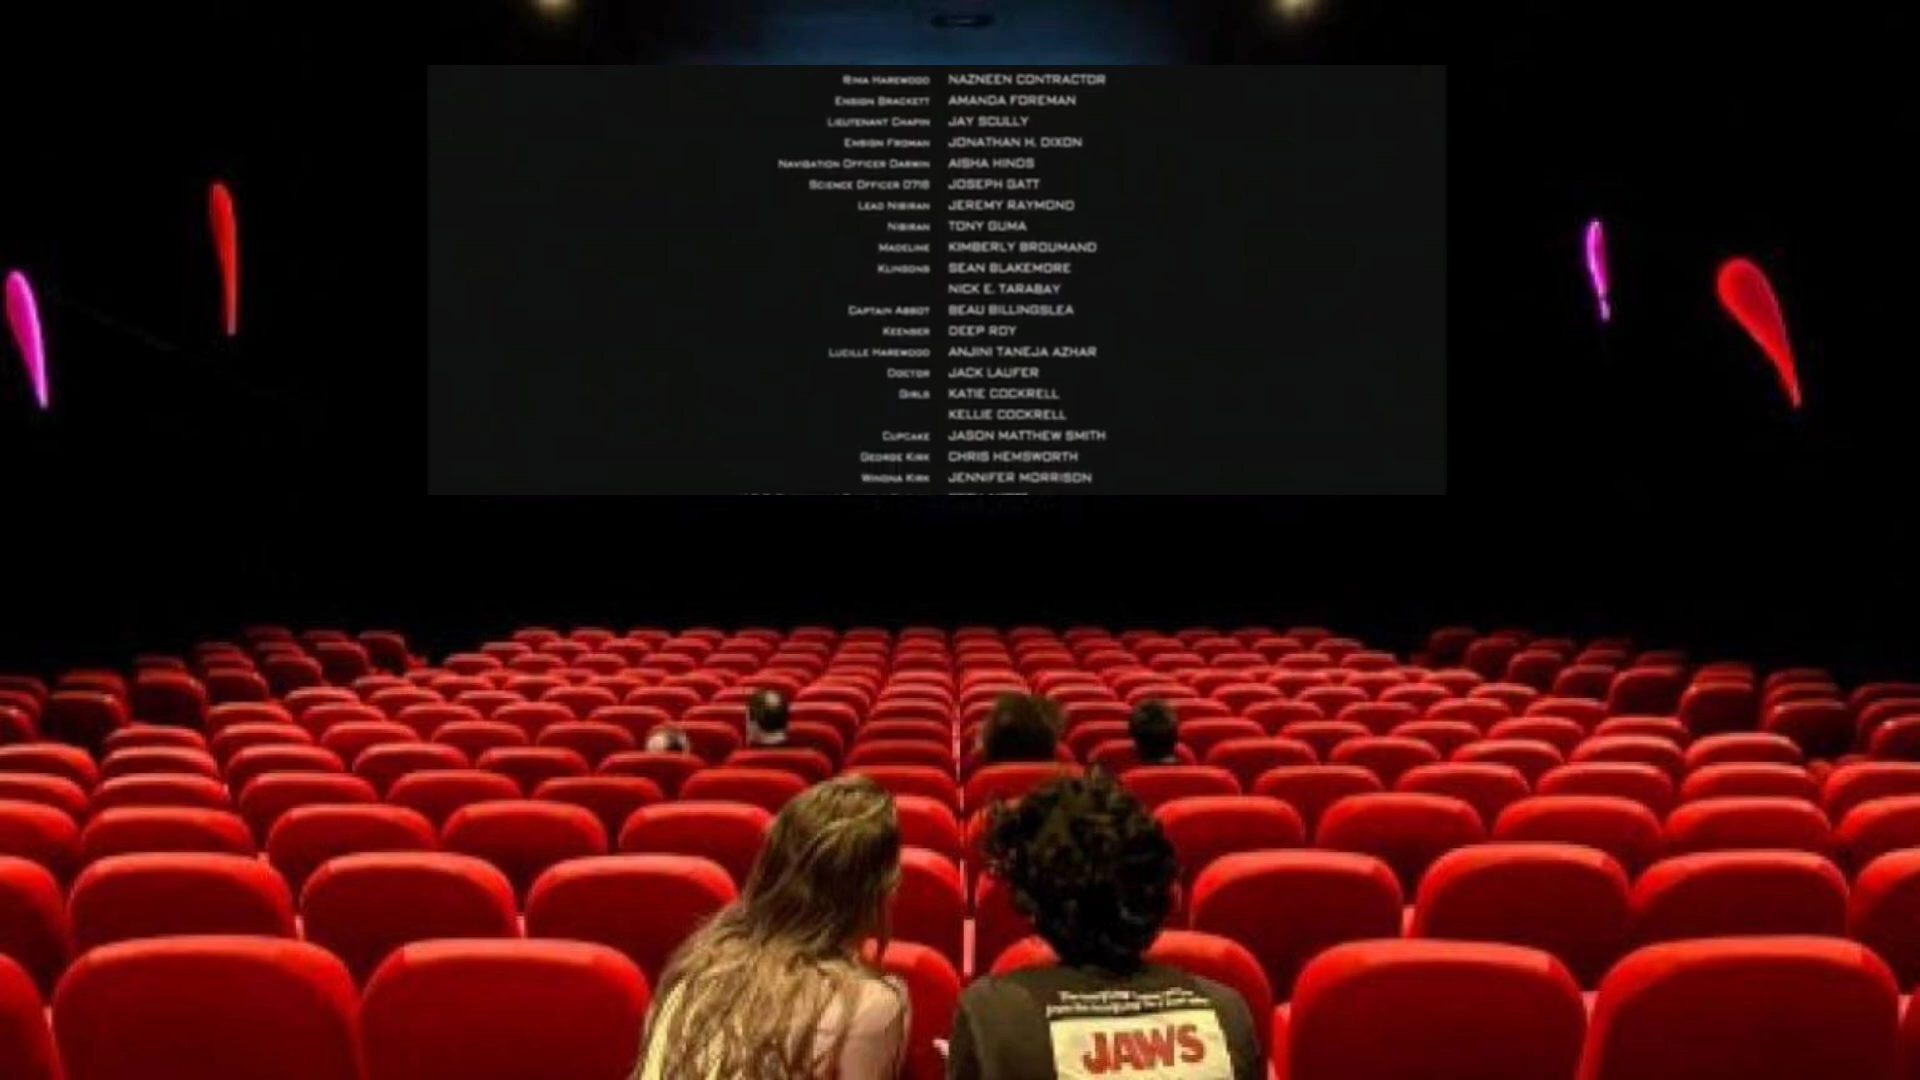 Rima Harewood NAZNEEN CONTRACTOR
Ensign Brackett AMANDA FOREMAN
Lieutenant Chapin JAY SCULLY
Ensign Froman JONATHAN H. DIXON
Navigation Officer Darwin AISHA HINDS
Science Officer 0718 JOSEPH GATT
Lead Nibiran JEREMY RAYMOND
Nibiran TONY GUMA
Madeline KIMBERLY BROUMAND
Klingons SEAN BLAKEMORE
NICK E. TARABAY
Captain Abbot BEAU BILLINGSLEA
Keenser DEEP ROY
Lucille Harewood ANJINI TANEJA AZHAR
Doctor JACK LAUFER
Girls KATIE COCKRELL
KELLIE COCKRELL
Cupcake JASON MATTHEW SMITH
George Kirk CHRIS HEMSWORTH
Winona Kirk JENNIFER MORRISON
JAWS